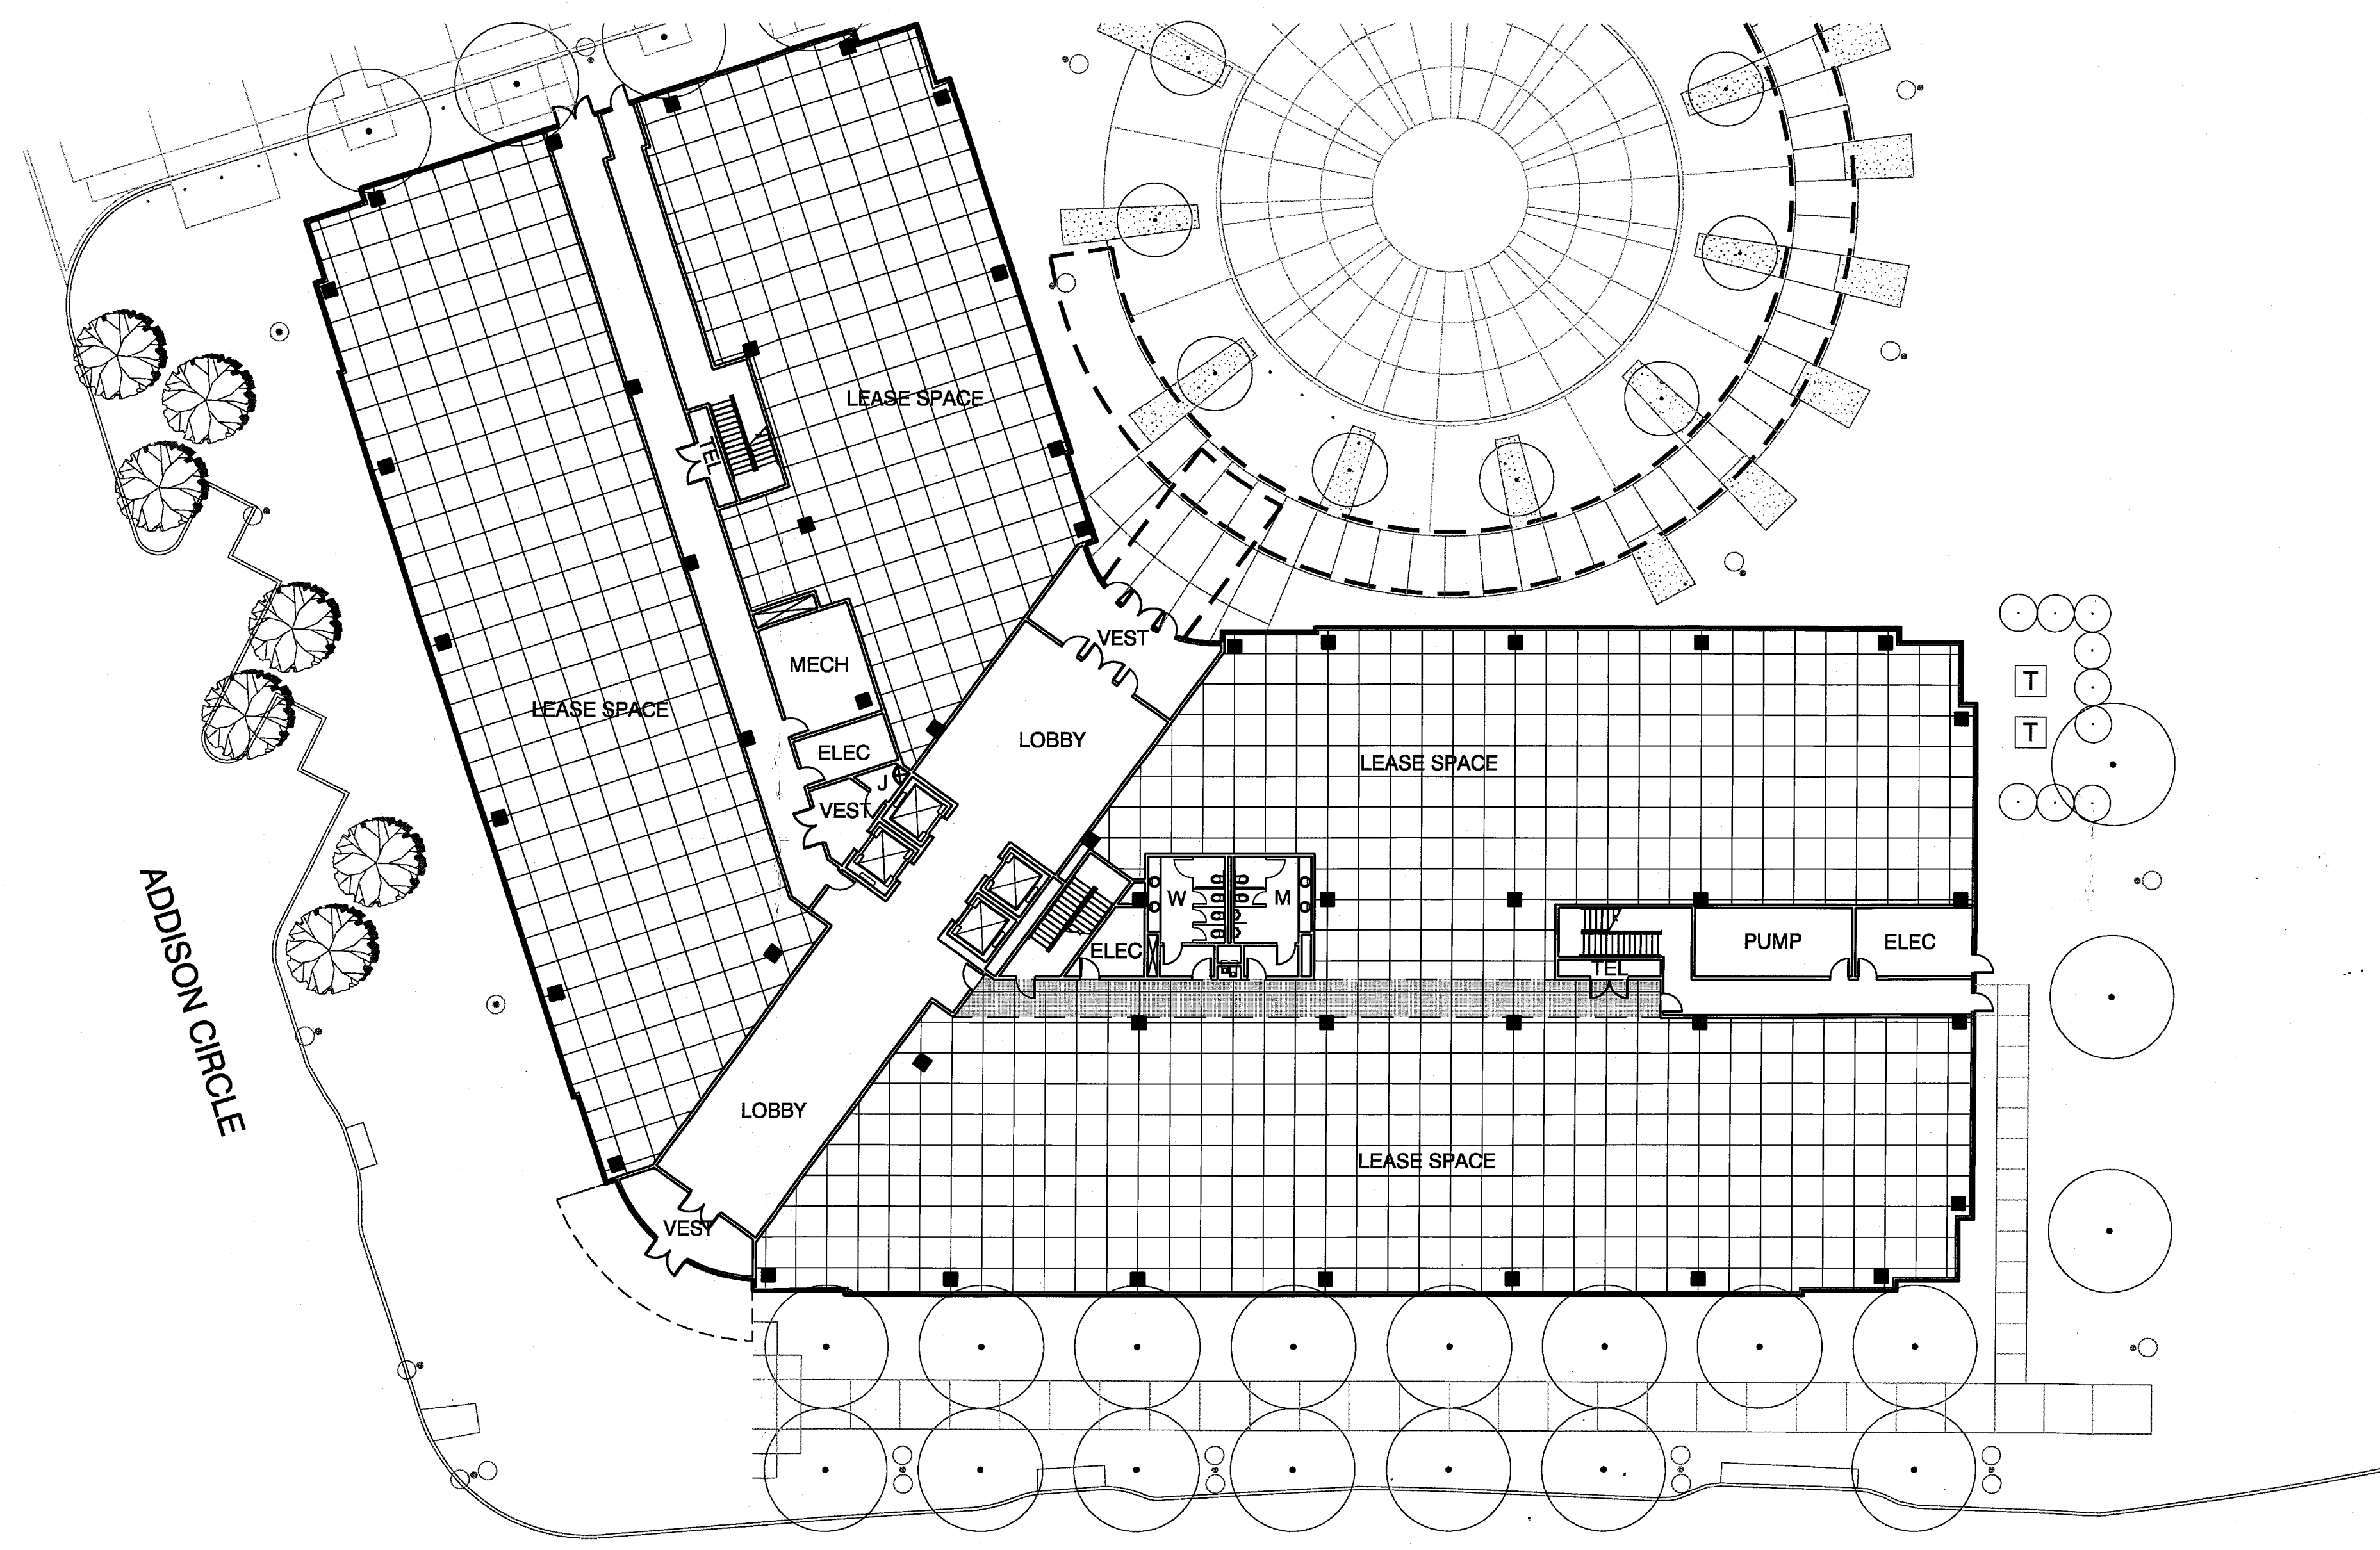 LEASE SPACE
TEL
VEST
MECH
LEASE SPACE
LOBBY
ELEC
LEASE SPACE
J
VEST
T
T
W
M
ELEC
PUMP
ELEC
TEL
ADDISON CIRCLE
LOBBY
LEASE SPACE
VEST